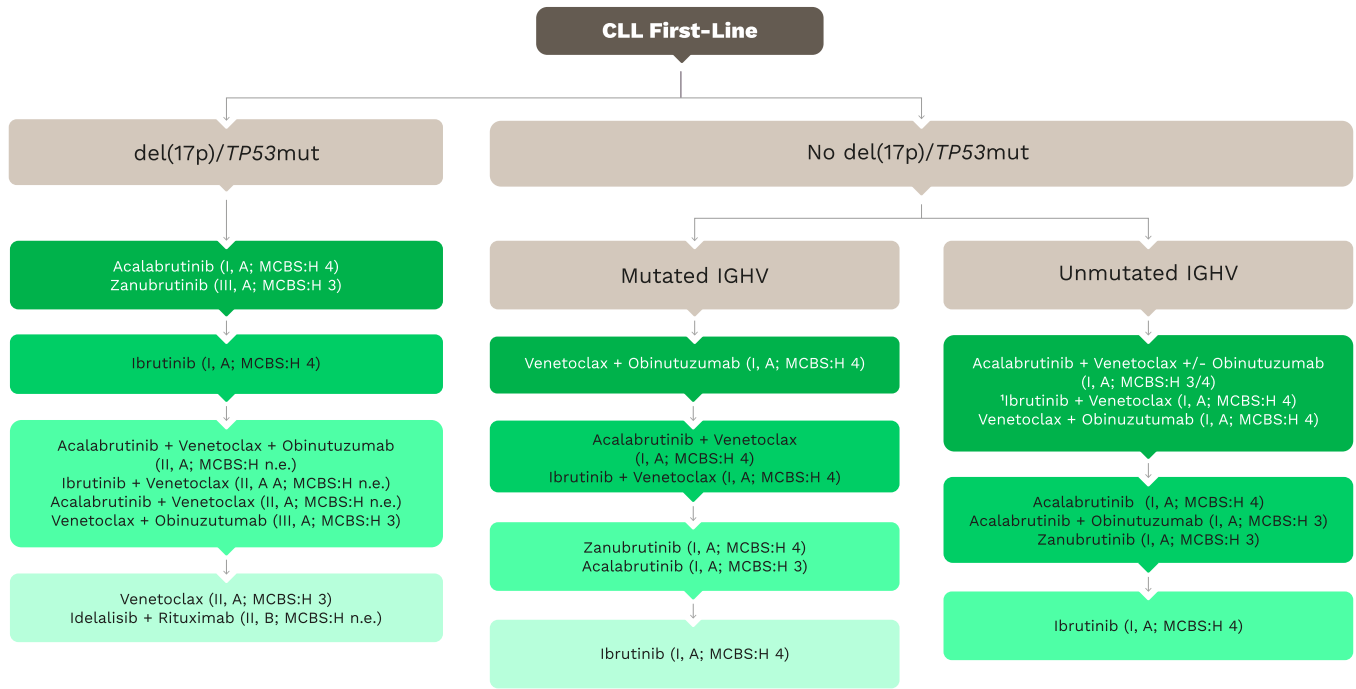 CLL First-Line
del(17p)/TP53mut
No del(17p)/TP53mut
Acalabrutinib (I, A; MCBS:H 4)
Zanubrutinib (III, A; MCBS:H 3)
Ibrutinib (I, A; MCBS:H 4)
Acalabrutinib + Venetoclax + Obinutuzumab
(II, A; MCBS:H n.e.)
Ibrutinib + Venetoclax (II, A A; MCBS:H n.e.)
Acalabrutinib + Venetoclax (II, A; MCBS:H n.e.)
Venetoclax + Obinuzutumab (III, A; MCBS:H 3)
Venetoclax (II, A; MCBS:H 3)
Idelalisib + Rituximab (II, B; MCBS:H n.e.)
Mutated IGHV
Venetoclax + Obinutuzumab (I, A; MCBS:H 4)
Acalabrutinib + Venetoclax
(I, A; MCBS:H 4)
Ibrutinib + Venetoclax (I, A; MCBS:H 4)
Zanubrutinib (I, A; MCBS:H 4)
Acalabrutinib (I, A; MCBS:H 3)
Ibrutinib (I, A; MCBS:H 4)
Unmutated IGHV
Acalabrutinib + Venetoclax +/- Obinutuzumab
(I, A; MCBS:H 3/4)
¹Ibrutinib + Venetoclax (I, A; MCBS:H 4)
Venetoclax + Obinuzutumab (I, A; MCBS:H 4)
Acalabrutinib (I, A; MCBS:H 4)
Acalabrutinib + Obinutuzumab (I, A; MCBS:H 3)
Zanubrutinib (I, A; MCBS:H 3)
Ibrutinib (I, A; MCBS:H 4)